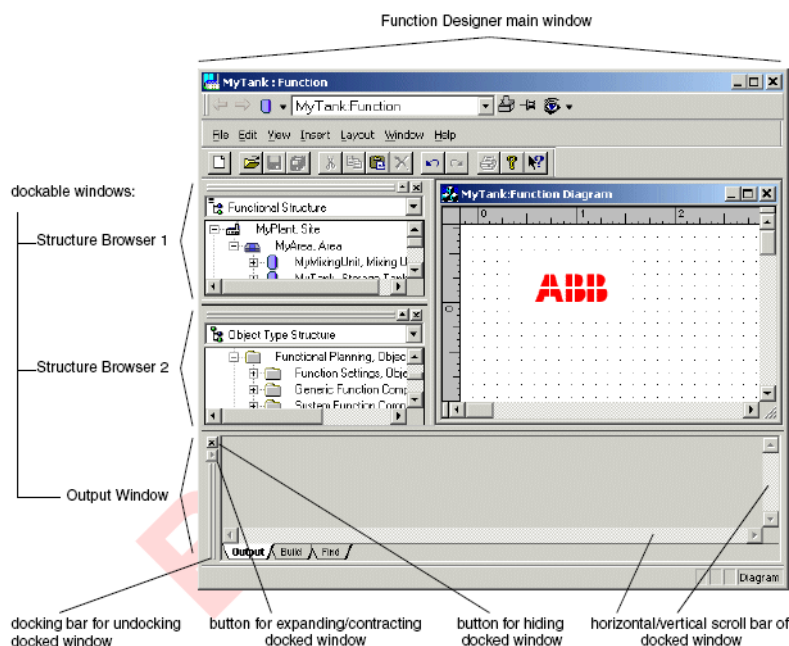 Function Designer main window
MyTank : Function
MyTank:Function
File Edit View Insert Layout Window Help
dockable windows:
Structure Browser 1
Functional Structure
MyPlant, Site
MyArea, Area
MyMixingUnit, Mixing U
MyTank, Storage Tank
MyTank:Function Diagram
0 1 2
0
ABB
Structure Browser 2
Object Type Structure
Functional Planning, Objec
Function Settings, Obje
Generic Function Comp
System Function Comp
Output Window
Output Build Find
Diagram
docking bar for undocking
docked window
button for expanding/contracting
docked window
button for hiding
docked window
horizontal/vertical scroll bar of
docked window